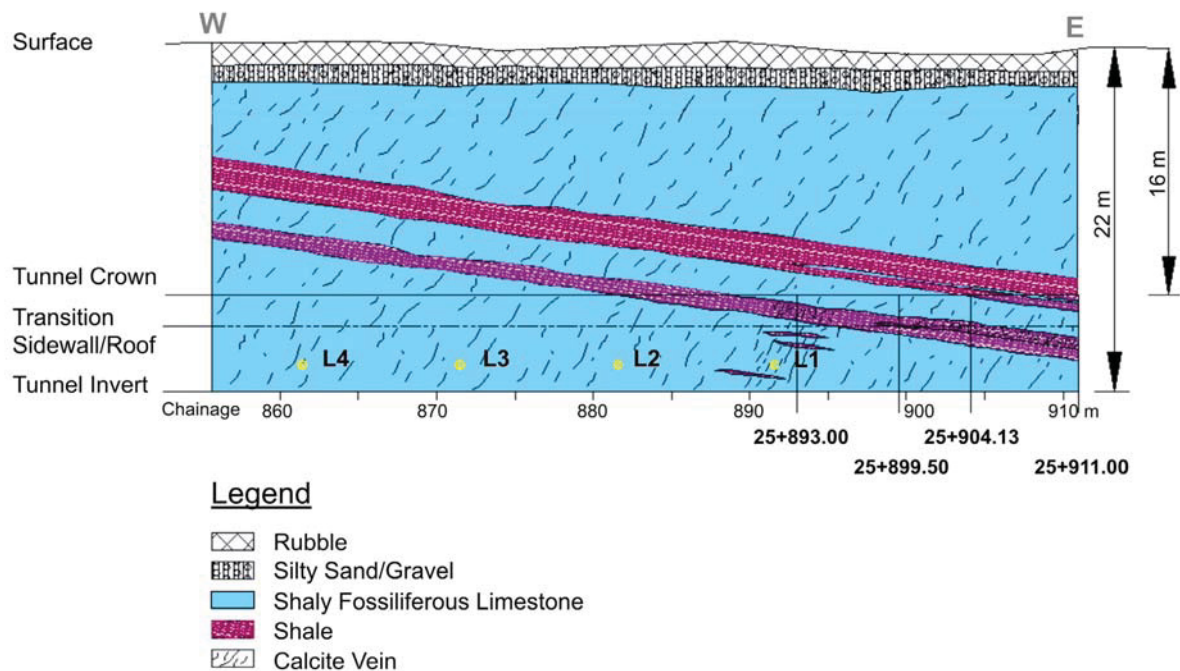 W
E
Surface
22 m
16 m
Tunnel Crown
Transition
Sidewall/Roof
L4
L3
L2
L1
Tunnel Invert
Chainage
860
870
880
890
900
910 m
25+893.00
25+904.13
25+899.50
25+911.00
Legend
Rubble
Silty Sand/Gravel
Shaly Fossiliferous Limestone
Shale
Calcite Vein